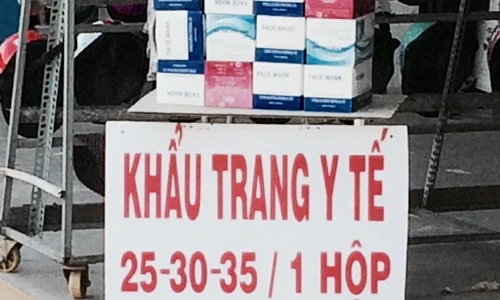 FACE MASK
FACE MASK
FACE MASK
FACE MASK
KHẨU TRANG Y TẾ
25-30-35 / 1 HỘP